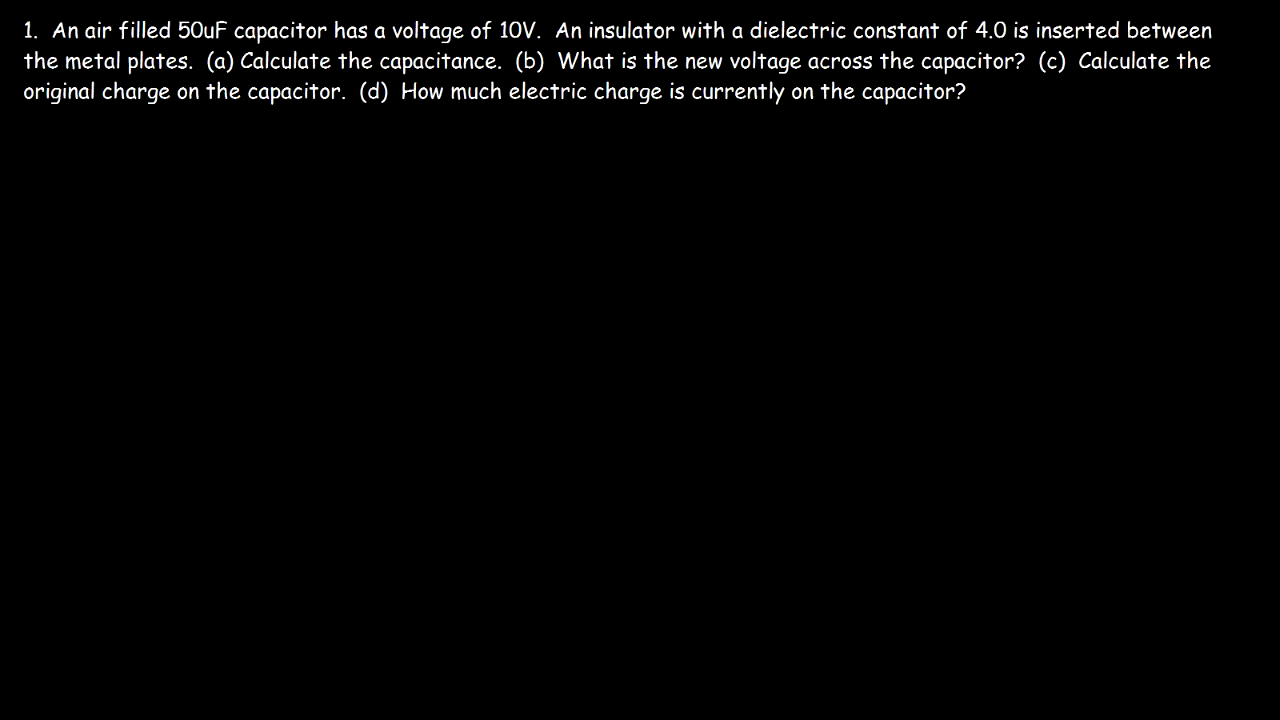 1.  An air filled 50uF capacitor has a voltage of 10V.  An insulator with a dielectric constant of 4.0 is inserted between
the metal plates.  (a) Calculate the capacitance.  (b)  What is the new voltage across the capacitor?  (c)  Calculate the
original charge on the capacitor.  (d)  How much electric charge is currently on the capacitor?